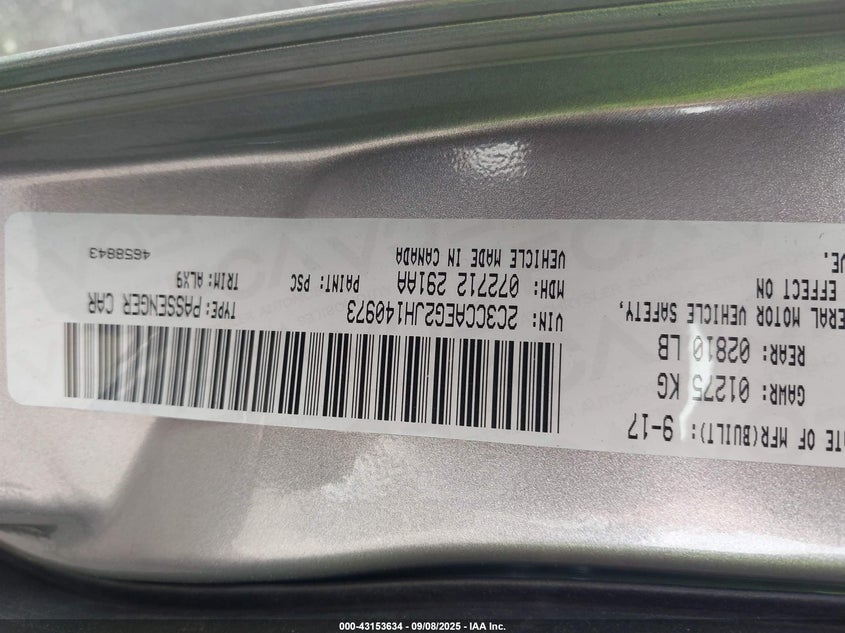 DATE OF MFR(BUILT): 9-17
GAWR: 01275 KG
REAR: 02810 LB
ERAL MOTOR VEHICLE SAFETY,
EFFECT ON
VE.
VIN: 2C3CCAEG2JH140973
TYPE: PASSENGER CAR
MDH: 072712 291AA
PAINT: PSC
TRIM: ALX9
VEHICLE MADE IN CANADA
4658843
000-43153634 - 09/08/2025 - IAA Inc.